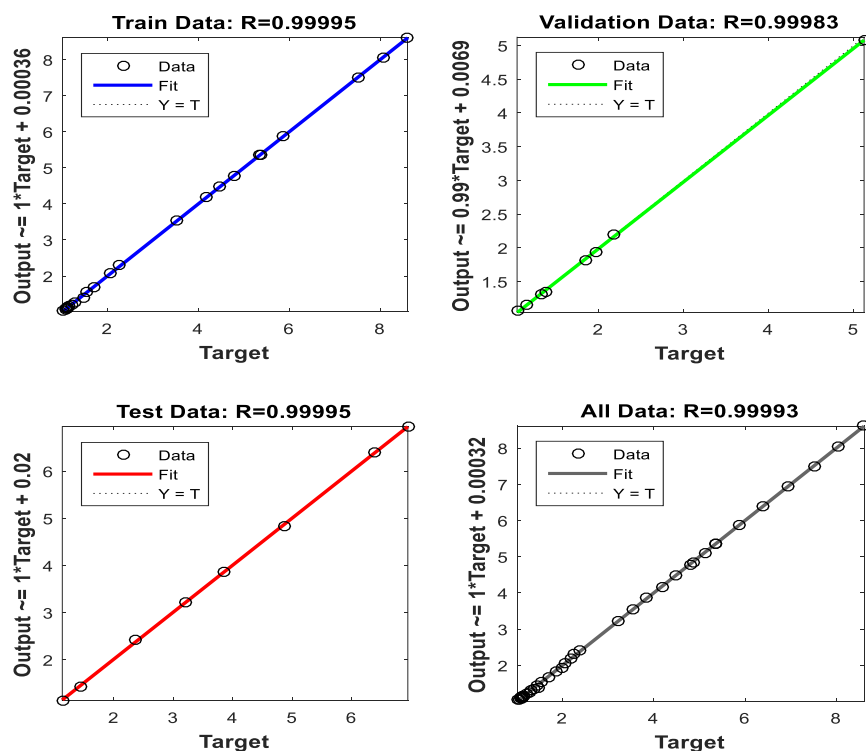 Train Data: R=0.99995
Output ~= 1*Target + 0.00036
8
7
6
5
4
3
2
Data
Fit
Y = T
2
4
6
8
Target
Validation Data: R=0.99983
Output ~= 0.99*Target + 0.0069
5
4.5
4
3.5
3
2.5
2
1.5
Data
Fit
Y = T
2
3
4
5
Target
Test Data: R=0.99995
Output ~= 1*Target + 0.02
6
5
4
3
2
Data
Fit
Y = T
2
3
4
5
6
Target
All Data: R=0.99993
Output ~= 1*Target + 0.00032
8
7
6
5
4
3
2
Data
Fit
Y = T
2
4
6
8
Target